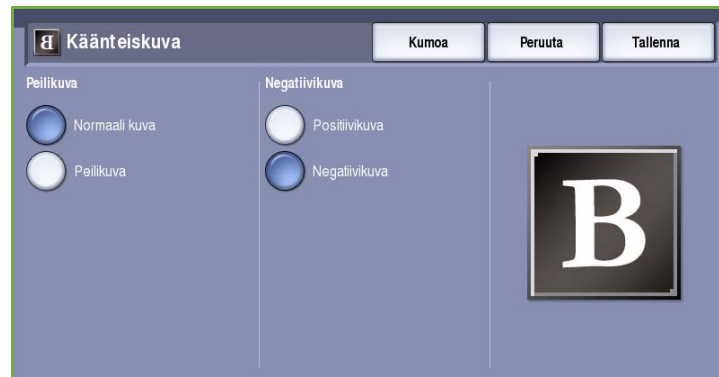 B Käänteiskuva
Kumoa
Peruuta
Tallenna
Peilikuva
Normaali kuva
Peilikuva
Negatiivikuva
Positiivikuva
Negatiivikuva
B